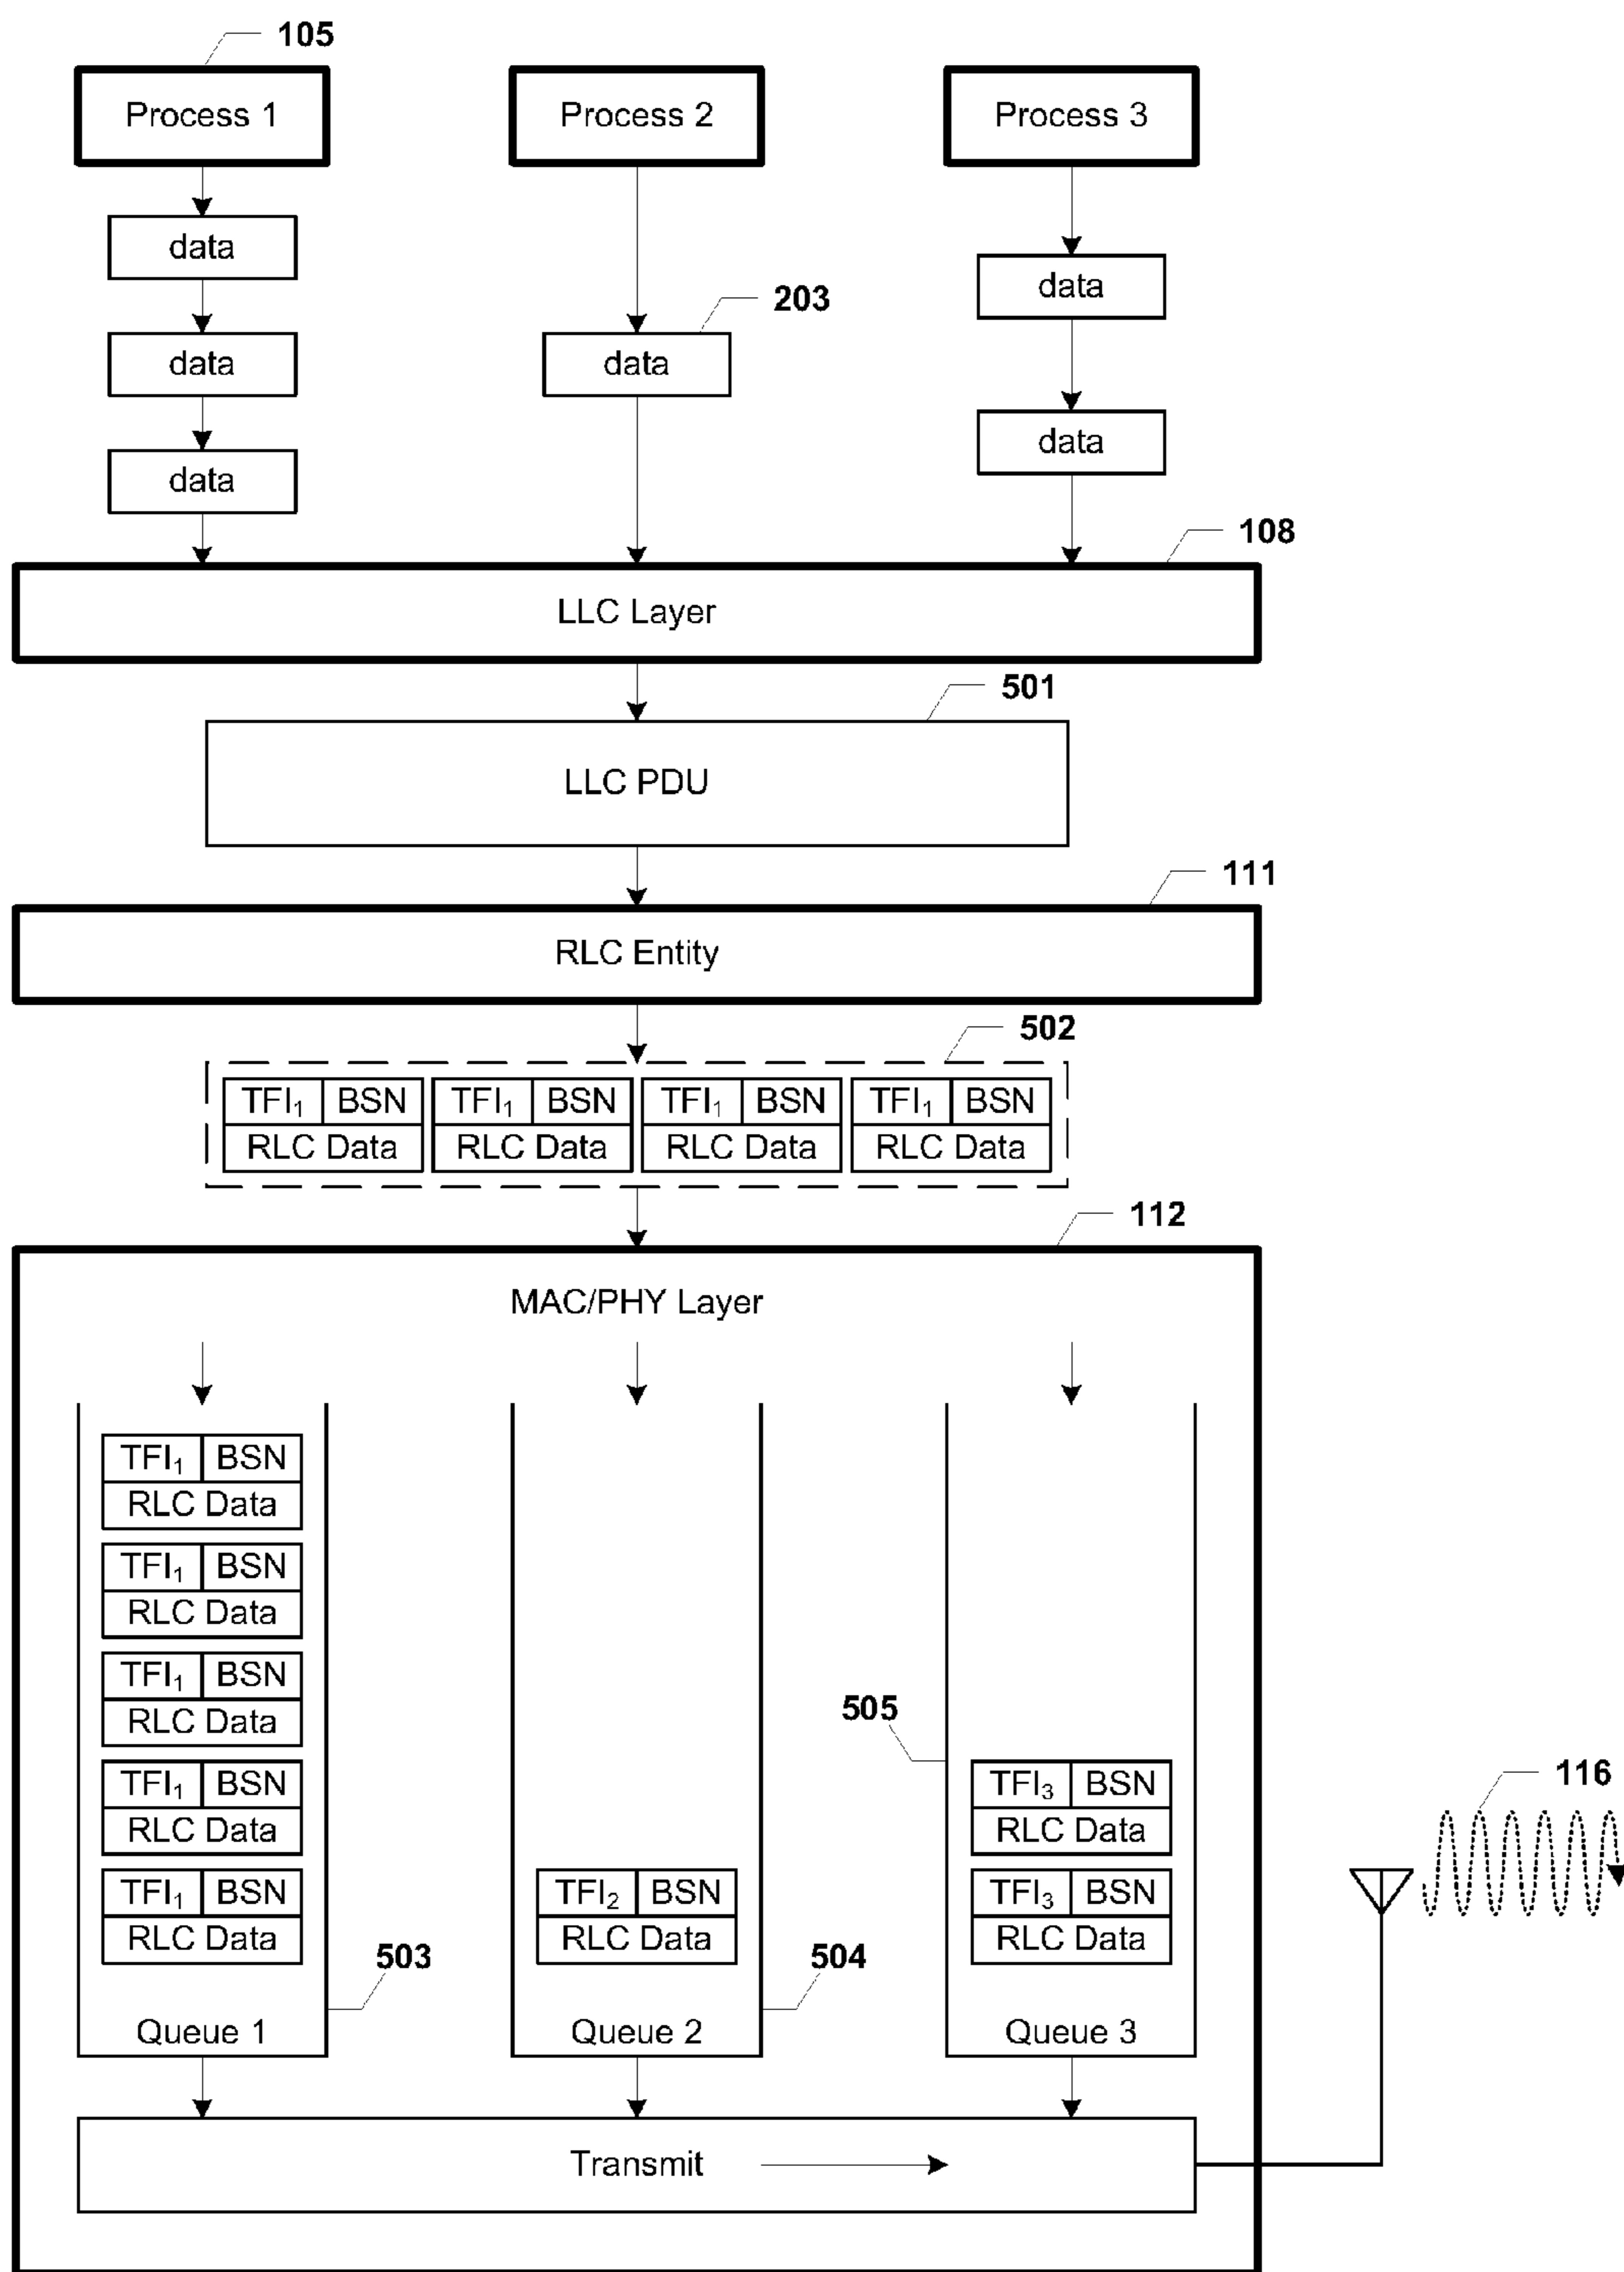 105
Process 1
Process 2
Process 3
data
data
203
data
data
data
data
108
LLC Layer
501
LLC PDU
111
RLC Entity
502
TFI₁ BSN TFI₁ BSN TFI₁ BSN TFI₁ BSN
RLC Data RLC Data RLC Data RLC Data
112
MAC/PHY Layer
TFI₁ BSN
RLC Data
TFI₁ BSN
RLC Data
TFI₁ BSN
RLC Data
TFI₁ BSN
RLC Data
TFI₁ BSN
RLC Data
503
Queue 1
TFI₂ BSN
RLC Data
504
Queue 2
505
TFI₃ BSN
RLC Data
TFI₃ BSN
RLC Data
Queue 3
116
Transmit